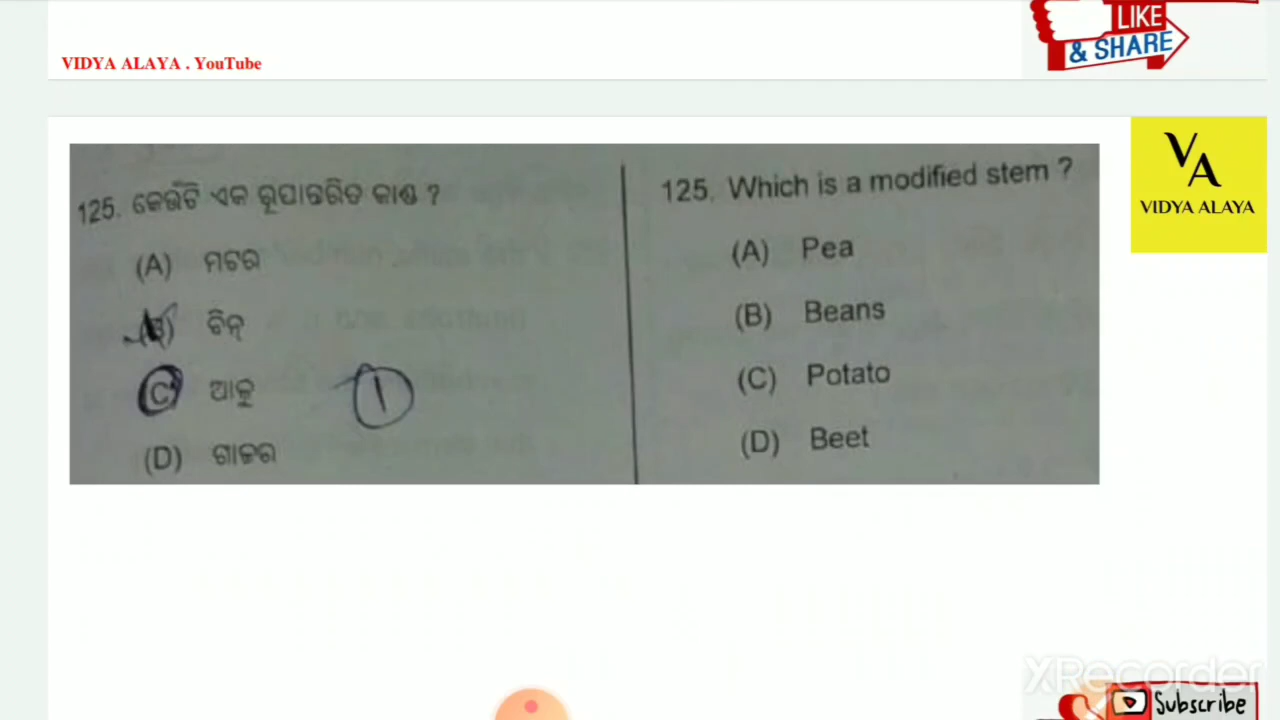 LIKE
& SHARE
VIDYA ALAYA . YouTube
VA
VIDYA ALAYA
125. କେଉଁଟି ଏକ ରୂପାନ୍ତରିତ କାଣ୍ଡ ?
(A) ମଟର
(B) ବିନ୍
(C) ଆଳୁ
(D) ଗାଜର
1
125. Which is a modified stem ?
(A) Pea
(B) Beans
(C) Potato
(D) Beet
XRecorder
Subscribe